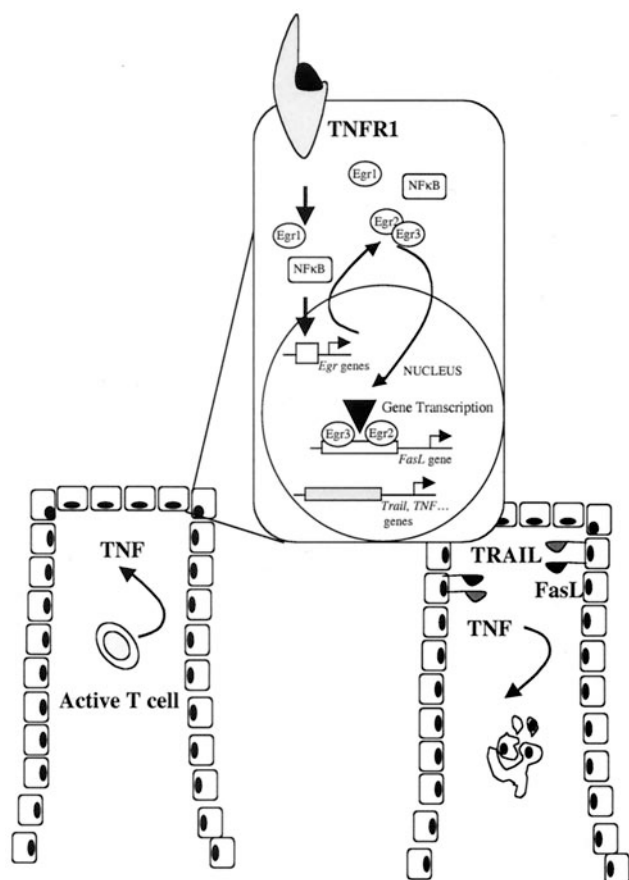 TNFR1
Egr1
NFκB
Egr2
Egr3
Egr1
NFκB
Egr genes
NUCLEUS
Gene Transcription
Egr3
Egr2
FasL gene
Trail, TNF...
genes
TNF
Active T cell
TRAIL
FasL
TNF